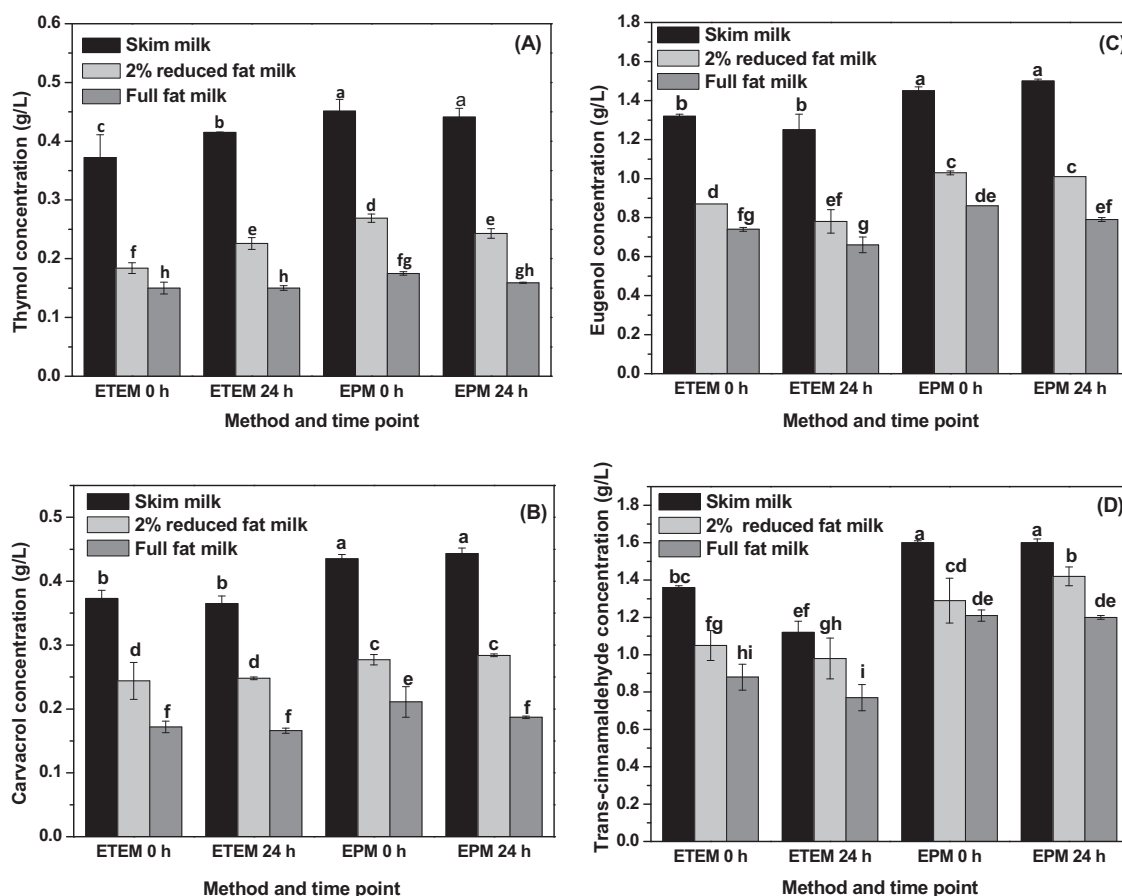 (A)
Skim milk
2% reduced fat milk
Full fat milk
Thymol concentration (g/L)
0.6
0.5
0.4
0.3
0.2
0.1
0.0
c f h b e h a d fg a e gh
ETEM 0 h ETEM 24 h EPM 0 h EPM 24 h
Method and time point
(C)
Skim milk
2% reduced fat milk
Full fat milk
Eugenol concentration (g/L)
1.8
1.6
1.4
1.2
1.0
0.8
0.6
0.4
0.2
0.0
b d fg b ef g a c de a c ef
ETEM 0 h ETEM 24 h EPM 0 h EPM 24 h
Method and time point
(B)
Skim milk
2% reduced fat milk
Full fat milk
Carvacrol concentration (g/L)
0.5
0.4
0.3
0.2
0.1
0.0
b d f b d f a c e a c f
ETEM 0 h ETEM 24 h EPM 0 h EPM 24 h
Method and time point
(D)
Skim milk
2% reduced fat milk
Full fat milk
Trans-cinnamaldehyde concentration (g/L)
1.8
1.6
1.4
1.2
1.0
0.8
0.6
0.4
0.2
0.0
bc fg hi ef gh i a cd de a b de
ETEM 0 h ETEM 24 h EPM 0 h EPM 24 h
Method and time point